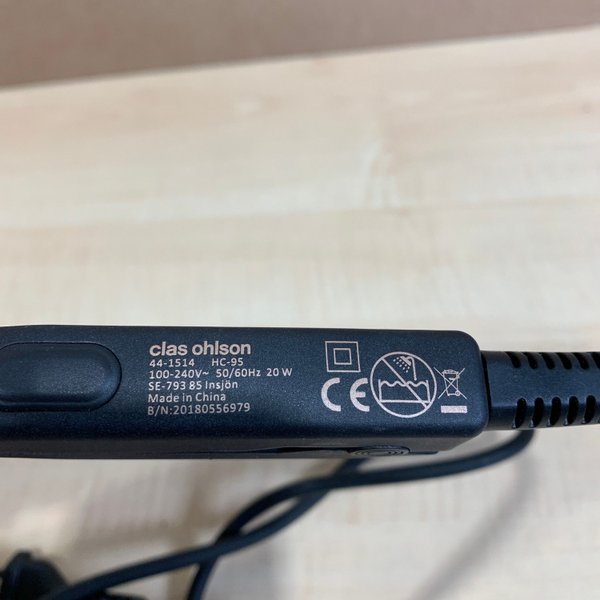 clas ohlson
44-1514 HC-95
100-240V~ 50/60Hz 20 W
SE-793 85 Insjön
Made in China
B/N:20180556979
CE